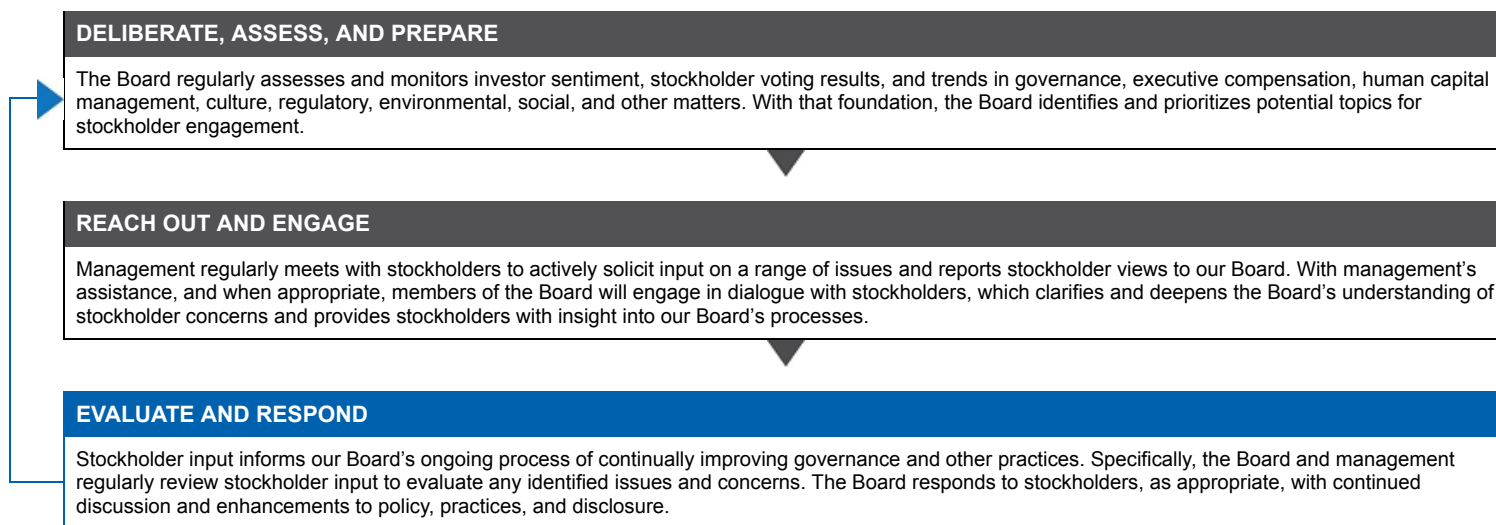 DELIBERATE, ASSESS, AND PREPARE
The Board regularly assesses and monitors investor sentiment, stockholder voting results, and trends in governance, executive compensation, human capital
management, culture, regulatory, environmental, social, and other matters. With that foundation, the Board identifies and prioritizes potential topics for
stockholder engagement.
REACH OUT AND ENGAGE
Management regularly meets with stockholders to actively solicit input on a range of issues and reports stockholder views to our Board. With management’s
assistance, and when appropriate, members of the Board will engage in dialogue with stockholders, which clarifies and deepens the Board’s understanding of
stockholder concerns and provides stockholders with insight into our Board’s processes.
EVALUATE AND RESPOND
Stockholder input informs our Board’s ongoing process of continually improving governance and other practices. Specifically, the Board and management
regularly review stockholder input to evaluate any identified issues and concerns. The Board responds to stockholders, as appropriate, with continued
discussion and enhancements to policy, practices, and disclosure.